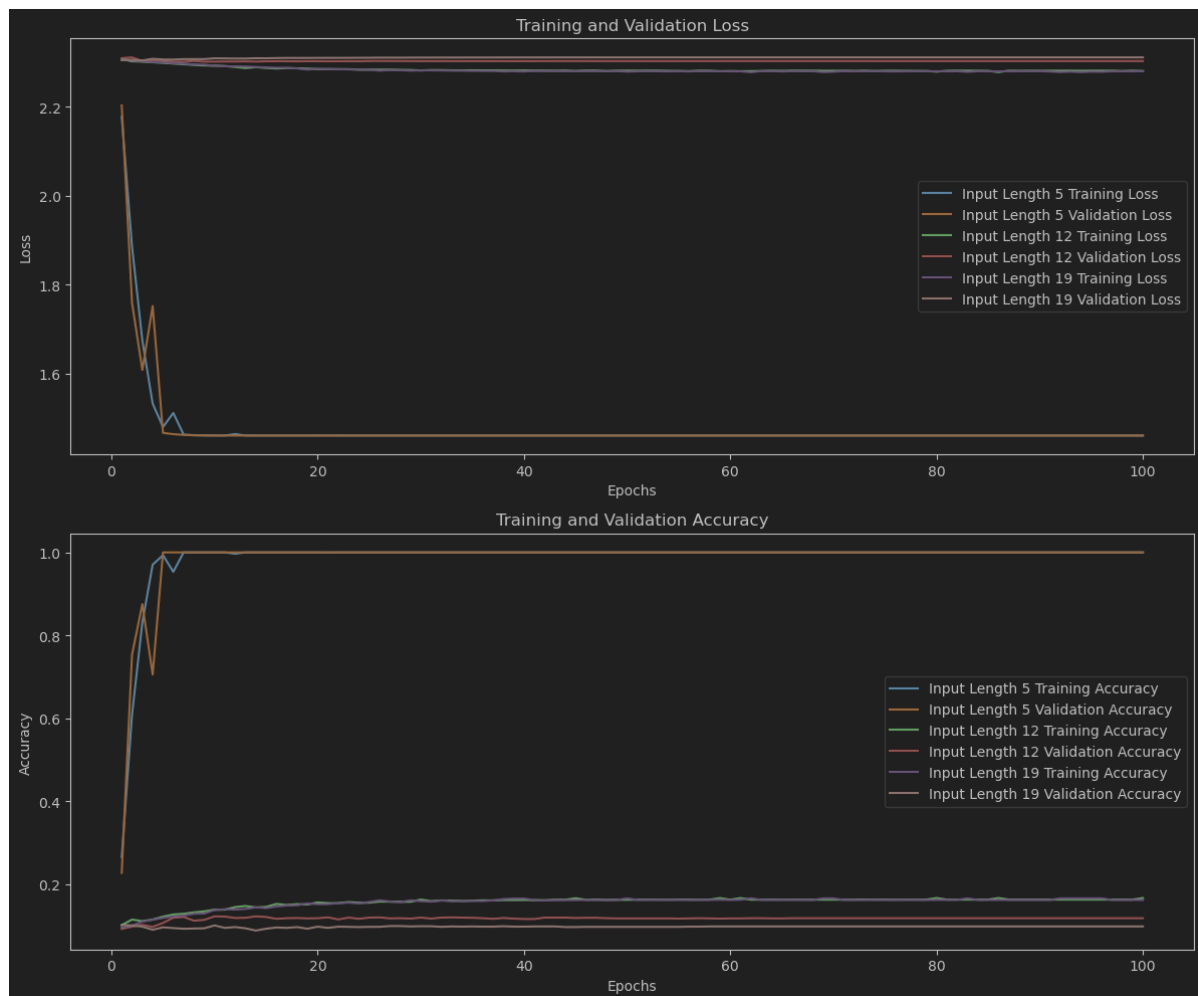 Training and Validation Loss
2.2
2.0
1.8
1.6
Loss
Input Length 5 Training Loss
Input Length 5 Validation Loss
Input Length 12 Training Loss
Input Length 12 Validation Loss
Input Length 19 Training Loss
Input Length 19 Validation Loss
0 20 40 60 80 100
Epochs
Training and Validation Accuracy
1.0
0.8
0.6
0.4
0.2
Accuracy
Input Length 5 Training Accuracy
Input Length 5 Validation Accuracy
Input Length 12 Training Accuracy
Input Length 12 Validation Accuracy
Input Length 19 Training Accuracy
Input Length 19 Validation Accuracy
0 20 40 60 80 100
Epochs